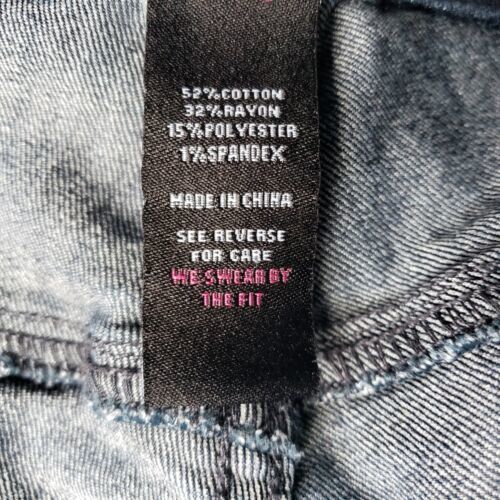 52%COTTON
32%RAYON
15%POLYESTER
1%SPANDEX
MADE IN CHINA
SEE REVERSE
FOR CARE
WE SWEAR BY
THE FIT